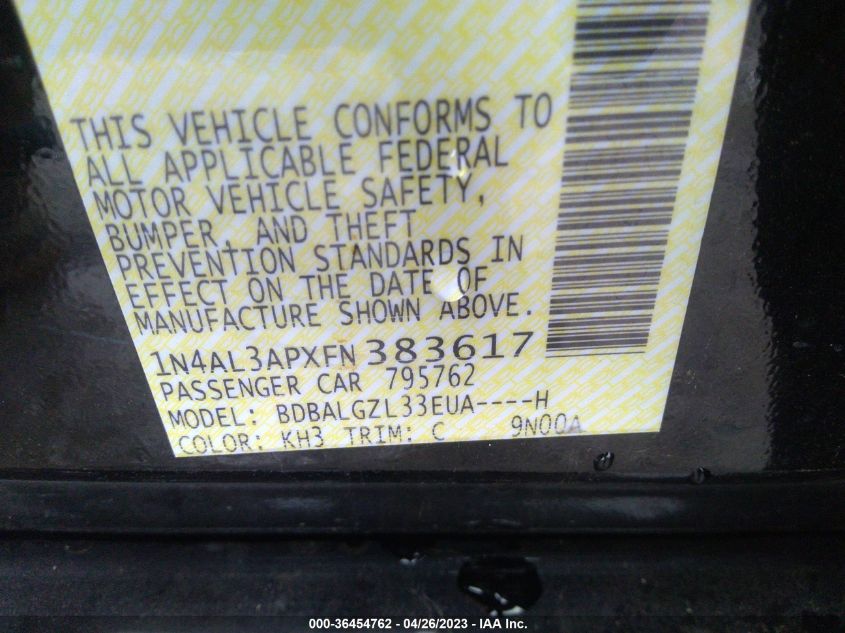 THIS VEHICLE CONFORMS TO
ALL APPLICABLE FEDERAL
MOTOR VEHICLE SAFETY,
BUMPER, AND THEFT
PREVENTION STANDARDS IN
EFFECT ON THE DATE OF
MANUFACTURE SHOWN ABOVE.
1N4AL3APXFN383617
PASSENGER CAR 795762
MODEL: BDBALGZL33EUA----H
COLOR: KH3 TRIM: C 9N00A
000-36454762 - 04/26/2023 - IAA Inc.